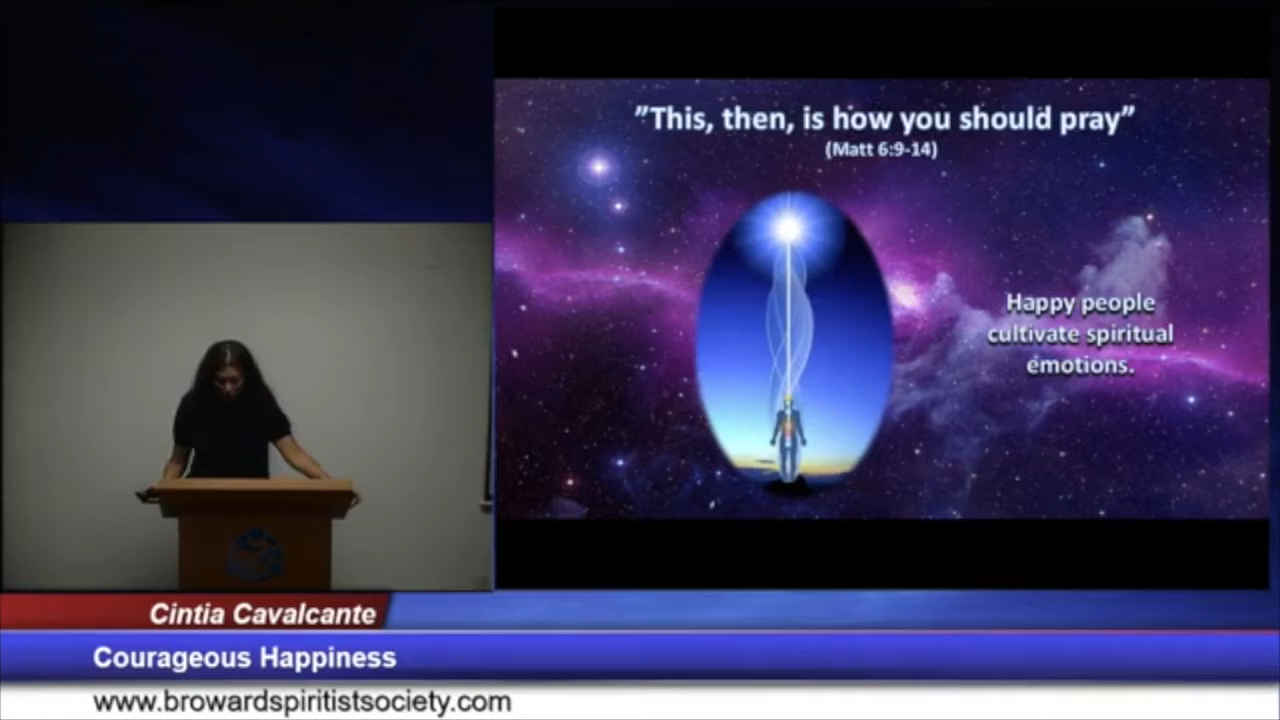 ”This, then, is how you should pray”
(Matt 6:9-14)
Happy people
cultivate spiritual
emotions.
Cintia Cavalcante
Courageous Happiness
www.browardspiritistsociety.com